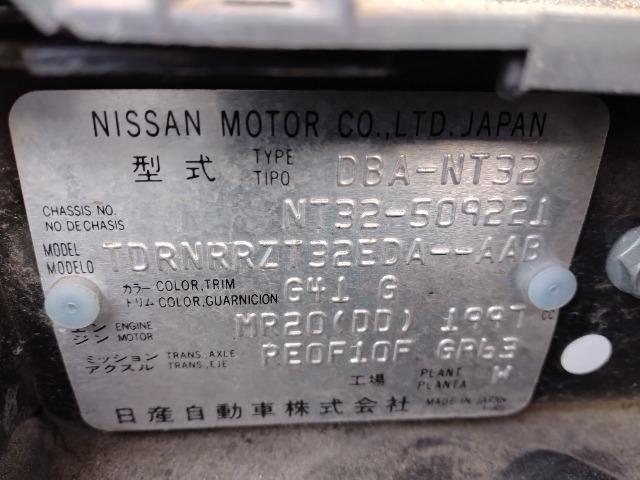 NISSAN MOTOR CO.,LTD.JAPAN
型式 TYPE TIPO DBA-NT32
CHASSIS NO. NO.DE CHASIS NT32-509221
MODEL MODELO TDRNRRZT32EDA--AAB
カラー COLOR,TRIM トリム COLOR,GUARNICION G41 G
エン ジン ENGINE MOTOR MR20(DD) 1997 CC
ミッション アクスル TRANS.AXLE TRANS.,EJE RE0F10F GR63
工場 PLANT PLANTA W
日産自動車株式会社 MADE IN JAPAN